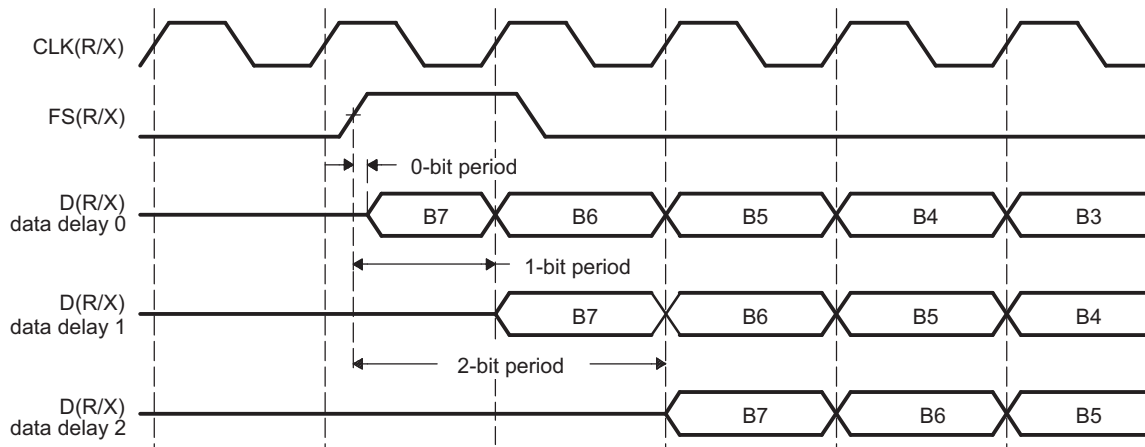 CLK(R/X)
FS(R/X)
0-bit period
D(R/X)
data delay 0
B7 B6 B5 B4 B3
1-bit period
D(R/X)
data delay 1
B7 B6 B5 B4
2-bit period
D(R/X)
data delay 2
B7 B6 B5